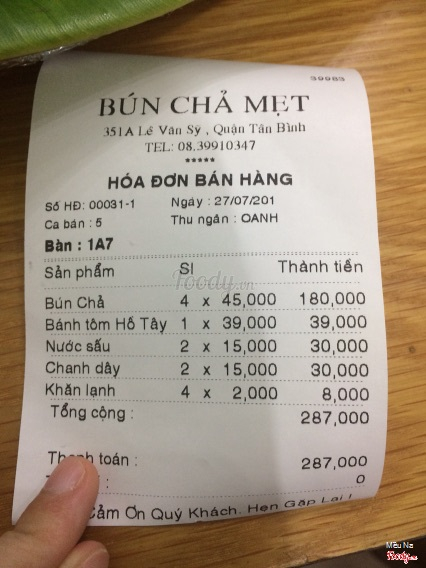 39983
BÚN CHẢ MẸT
351A Lê Văn Sỹ , Quận Tân Bình
TEL: 08.39910347
*****
HÓA ĐƠN BÁN HÀNG
Số HĐ: 00031-1 Ngày : 27/07/201
Ca bán : 5 Thu ngân : OANH
Bàn : 1A7
Sản phẩm Sl Thành tiền
Foody.vn
Bún Chả 4 x 45,000 180,000
Bánh tôm Hồ Tây 1 x 39,000 39,000
Nước sấu 2 x 15,000 30,000
Chanh dây 2 x 15,000 30,000
Khăn lạnh 4 x 2,000 8,000
Tổng cộng : 287,000
Thanh toán : 287,000
: 0
Cảm Ơn Quý Khách. Hẹn Gặp Lại !
Mều Na
Foody.vn